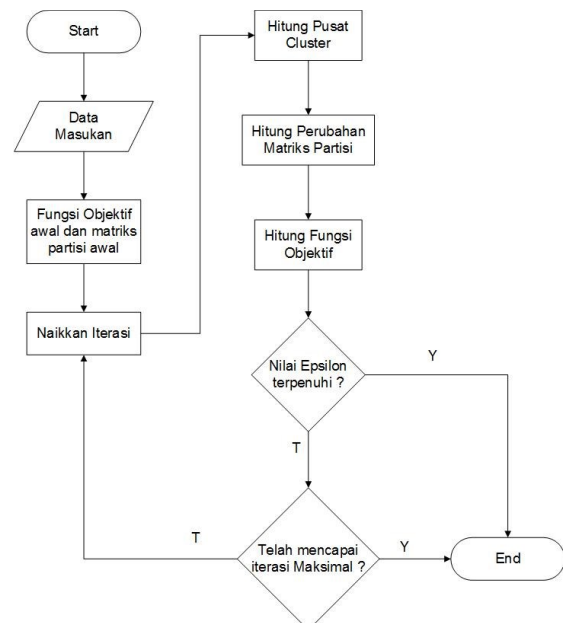 Start
Data
Masukan
Fungsi Objektif
awal dan matriks
partisi awal
Naikkan Iterasi
Hitung Pusat
Cluster
Hitung Perubahan
Matriks Partisi
Hitung Fungsi
Objektif
Nilai Epsilon
terpenuhi ?
Y
T
Telah mencapai
iterasi Maksimal ?
T
Y
End